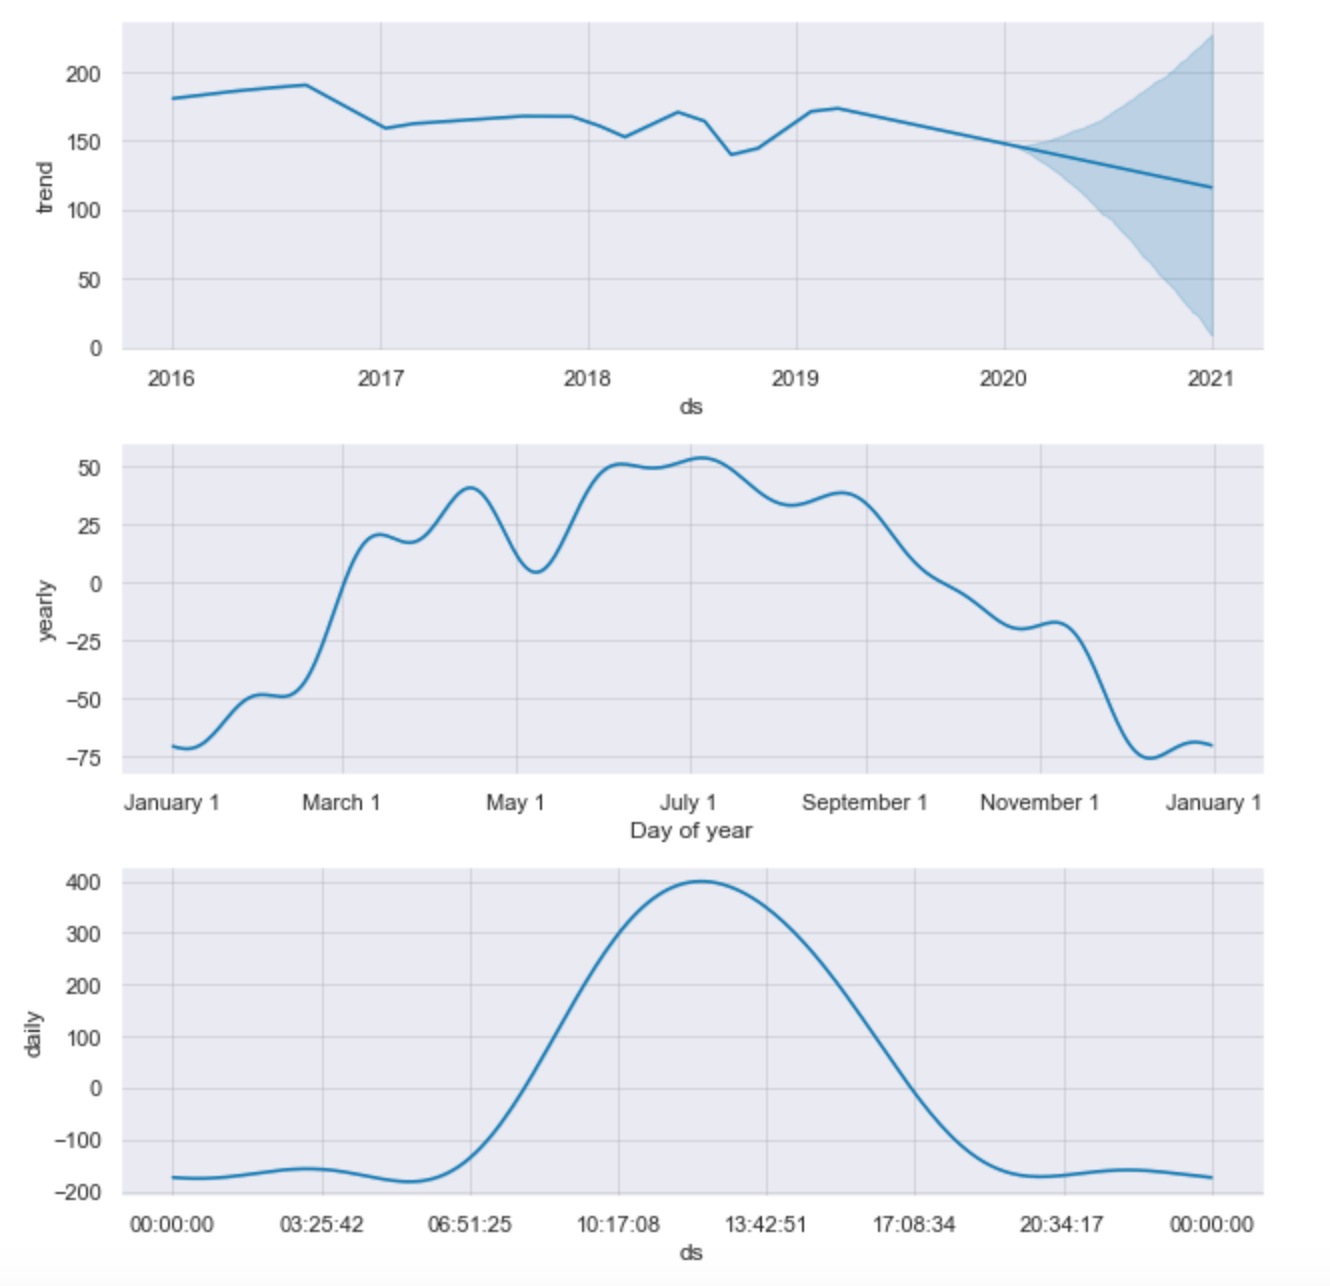 trend
200
150
100
50
0
2016 2017 2018 2019 2020 2021
ds
yearly
50
25
0
−25
−50
−75
January 1 March 1 May 1 July 1 September 1 November 1 January 1
Day of year
daily
400
300
200
100
0
−100
−200
00:00:00 03:25:42 06:51:25 10:17:08 13:42:51 17:08:34 20:34:17 00:00:00
ds